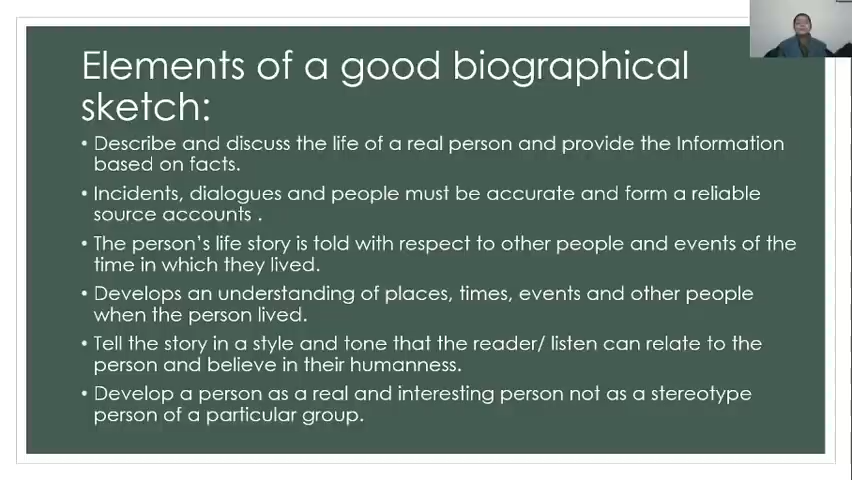 Elements of a good biographical
sketch:
• Describe and discuss the life of a real person and provide the Information
based on facts.
• Incidents, dialogues and people must be accurate and form a reliable
source accounts .
• The person's life story is told with respect to other people and events of the
time in which they lived.
• Develops an understanding of places, times, events and other people
when the person lived.
• Tell the story in a style and tone that the reader/ listen can relate to the
person and believe in their humanness.
• Develop a person as a real and interesting person not as a stereotype
person of a particular group.